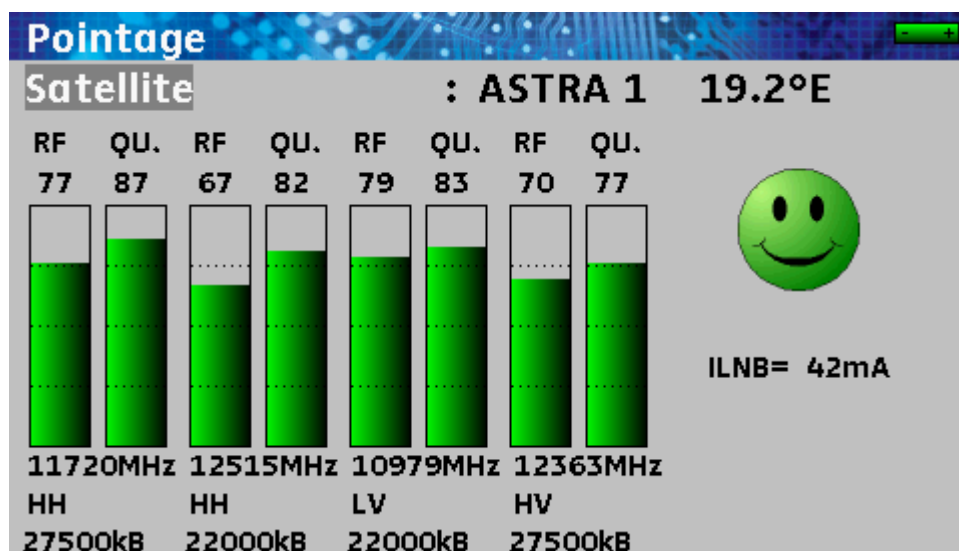 Pointage
Satellite : ASTRA 1 19.2°E
RF QU. RF QU. RF QU. RF QU.
77 87 67 82 79 83 70 77
ILNB= 42mA
11720MHz 12515MHz 10979MHz 12363MHz
HH HH LV HV
27500kB 22000kB 22000kB 27500kB